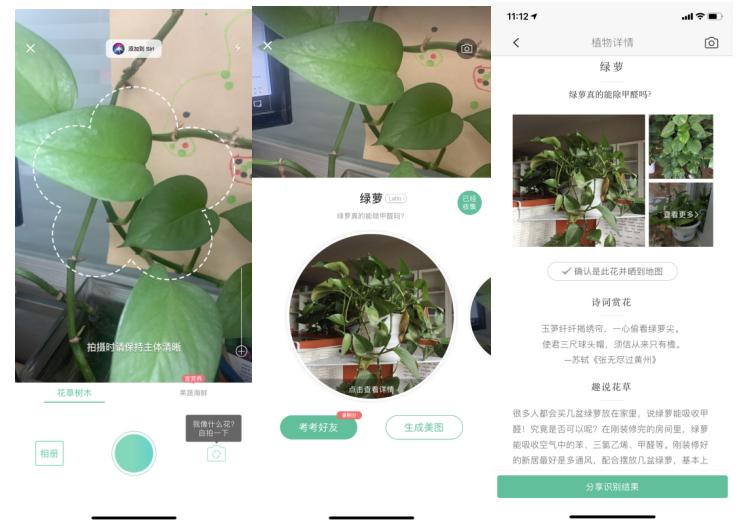 添加到 Siri
拍摄时请保持主体清晰
花草树木
果蔬海鲜
相册
我像什么花?
自拍一下
绿萝
Latin
绿萝真的能除甲醛吗?
已经
收集
点击查看详情
考考好友
生成美图
11:12
植物详情
绿萝
绿萝真的能除甲醛吗?
查看更多
确认是此花并晒到地图
诗词赏花
玉笋纤纤揭绣帘,一心偷看绿萝尖。
使君三尺球头帽,须信从来只有檐。
—苏轼《张无尽过黄州》
趣说花草
很多人都会买几盆绿萝放在家里,说绿萝能吸收甲
醛!究竟是否可以呢?在刚装修完的房间里,绿萝
能吸收空气中的苯、三氯乙烯、甲醛等。刚装修好
的新居最好是多通风,配合摆放几盆绿萝,基本上
分享识别结果